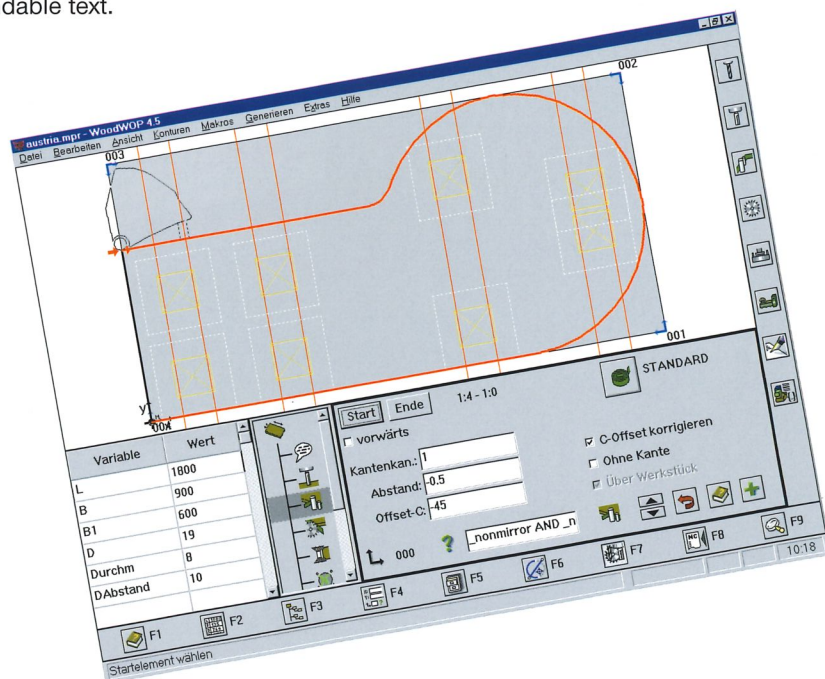 dable text.
austria.mpr - WoodWOP 4.5
Datei Bearbeiten Ansicht Konturen Makros Generieren Extras Hilfe
003
002
001
004
Y
Variable Wert
L 1800
B 900
B1 600
D 19
Durchm 8
DAbstand 10
Start Ende 1:4 - 1:0
STANDARD
vorwärts
Kantenkan.: 1
Abstand: -0.5
Offset-C: -45
C-Offset korrigieren
Ohne Kante
Über Werkstück
000
? _nonmirror AND _n
F1 F2 F3 F4 F5 F6 F7 F8 F9
Startelement wählen
10:18